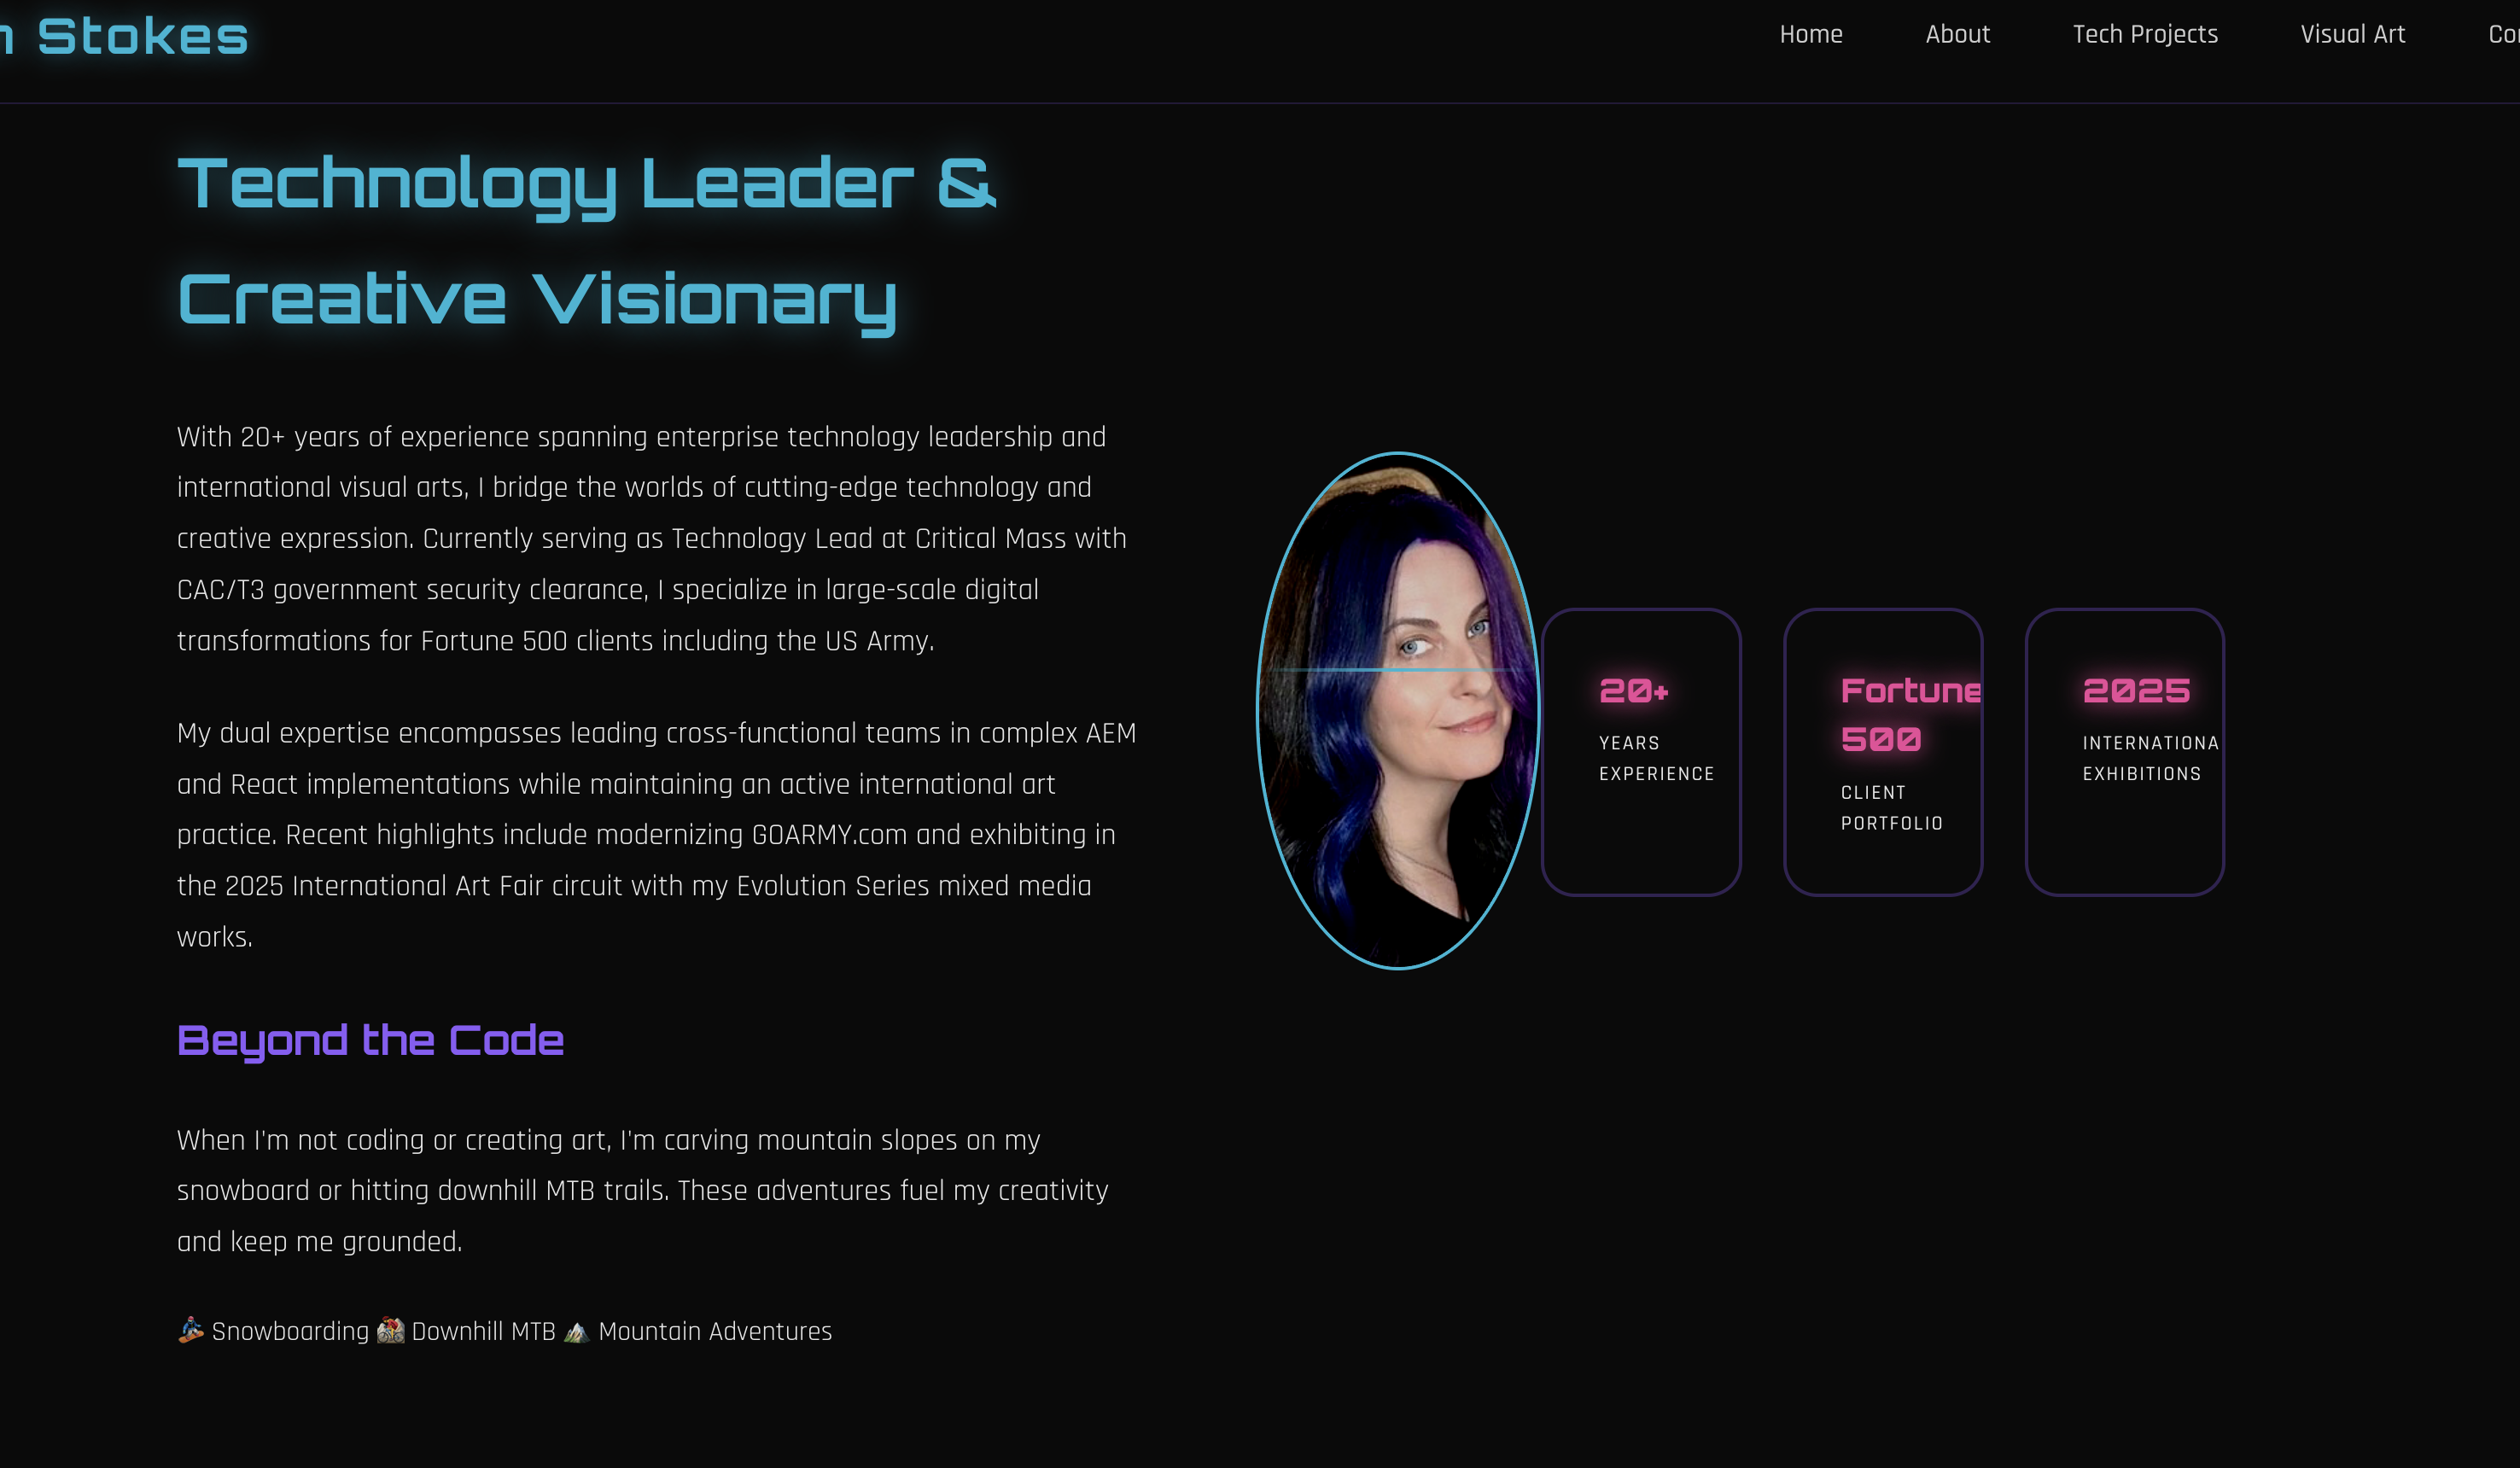 n Stokes
Home About Tech Projects Visual Art Co
Technology Leader &
Creative Visionary
With 20+ years of experience spanning enterprise technology leadership and
international visual arts, I bridge the worlds of cutting-edge technology and
creative expression. Currently serving as Technology Lead at Critical Mass with
CAC/T3 government security clearance, I specialize in large-scale digital
transformations for Fortune 500 clients including the US Army.
My dual expertise encompasses leading cross-functional teams in complex AEM
and React implementations while maintaining an active international art
practice. Recent highlights include modernizing GOARMY.com and exhibiting in
the 2025 International Art Fair circuit with my Evolution Series mixed media
works.
Beyond the Code
When I'm not coding or creating art, I'm carving mountain slopes on my
snowboard or hitting downhill MTB trails. These adventures fuel my creativity
and keep me grounded.
🏂 Snowboarding 🚵 Downhill MTB ⛰️ Mountain Adventures
20+
YEARS
EXPERIENCE
Fortune
500
CLIENT
PORTFOLIO
2025
INTERNATIONA
EXHIBITIONS